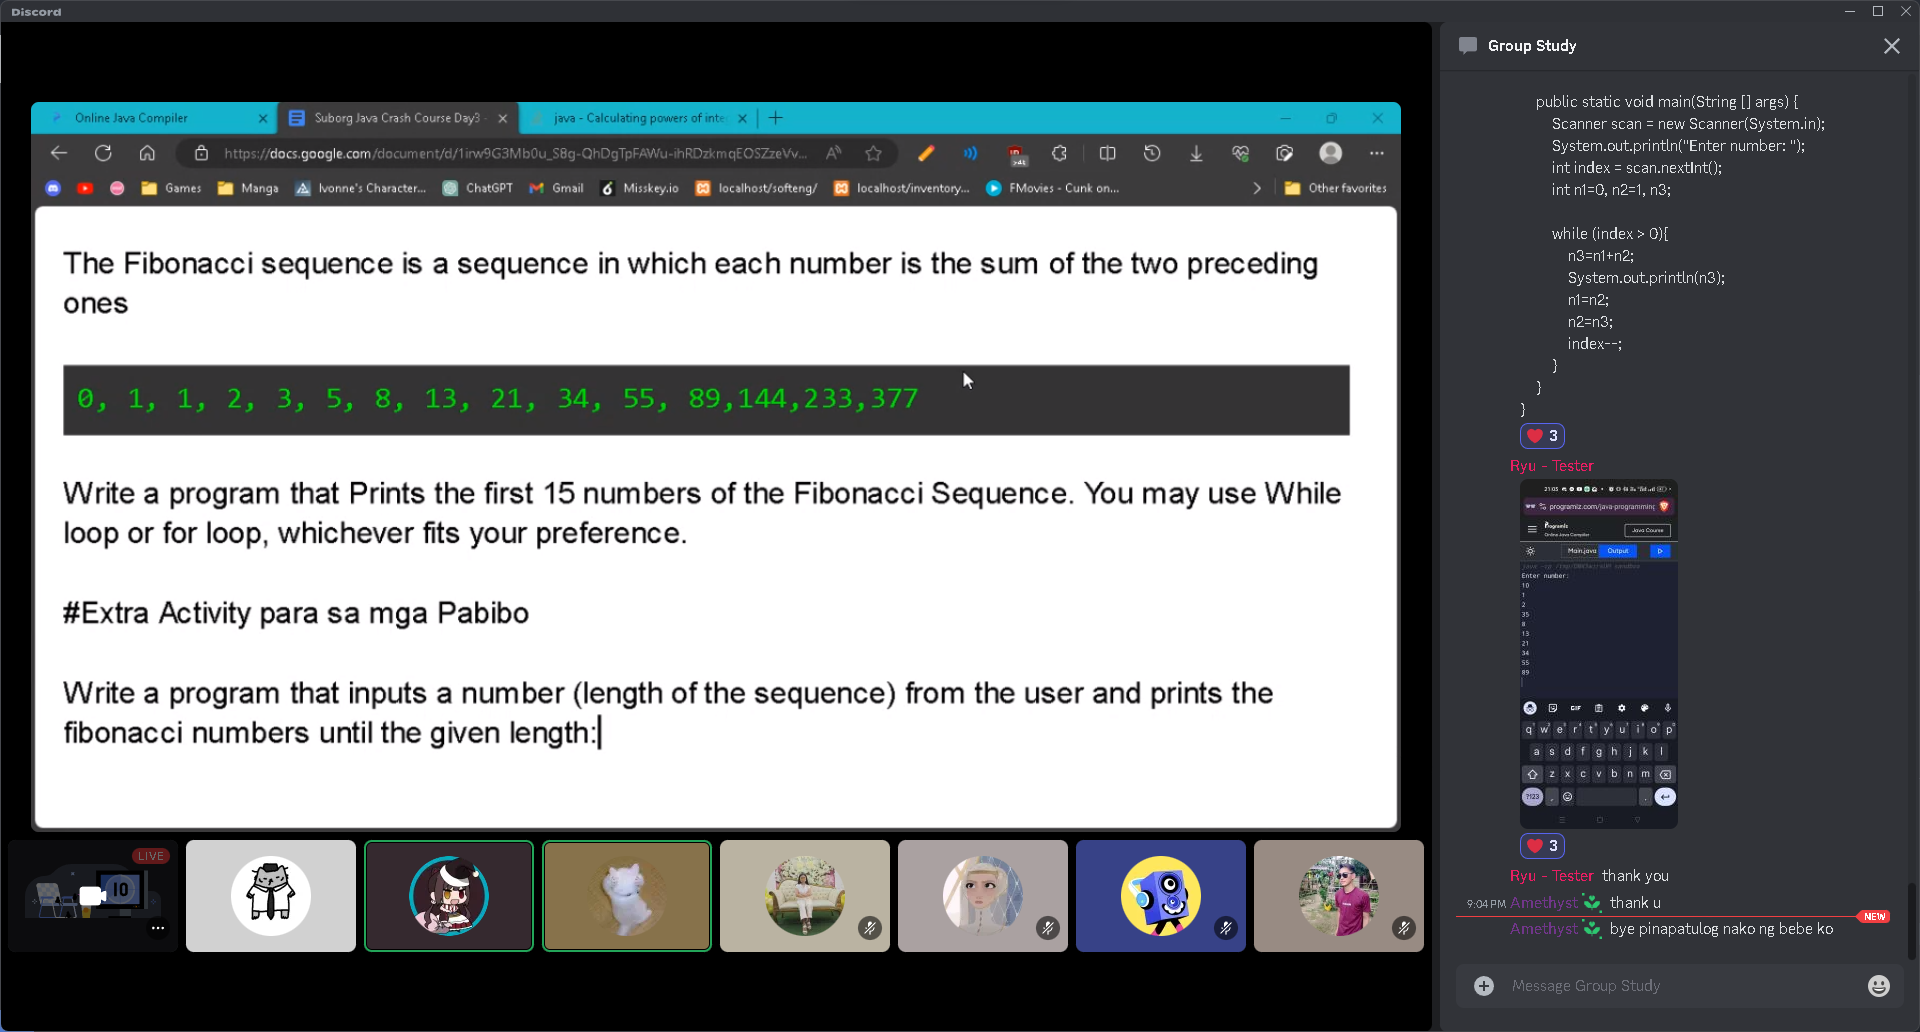 Discord
Online Java Compiler
Suborg Java Crash Course Day3 -
java - Calculating powers of inte
https://docs.google.com/document/d/1irw9G3Mb0u_S8g-QhDgTpFAWu-ihRDzkmqEOSZzeVv...
Games
Manga
Ivonne's Character...
ChatGPT
Gmail
Misskey.io
localhost/softeng/
localhost/inventory...
FMovies - Cunk on...
Other favorites
The Fibonacci sequence is a sequence in which each number is the sum of the two preceding
ones
0, 1, 1, 2, 3, 5, 8, 13, 21, 34, 55, 89,144,233,377
Write a program that Prints the first 15 numbers of the Fibonacci Sequence. You may use While
loop or for loop, whichever fits your preference.
#Extra Activity para sa mga Pabibo
Write a program that inputs a number (length of the sequence) from the user and prints the
fibonacci numbers until the given length:
LIVE
Group Study
public static void main(String [] args) {
Scanner scan = new Scanner(System.in);
System.out.println("Enter number: ");
int index = scan.nextInt();
int n1=0, n2=1, n3;
while (index > 0){
n3=n1+n2;
System.out.println(n3);
n1=n2;
n2=n3;
index--;
}
}
}
3
Ryu - Tester
21:03
programiz.com/java-programming
Programiz
Online Java Compiler
Java Course
Main.java
Output
Enter number:
10
1
2
35
8
13
21
34
55
89
GIF
q w e r t y u i o p
a s d f g h j k l
z x c v b n m
?123 , .
3
Ryu - Tester thank you
9:04 PM Amethyst thank u
NEW
Amethyst bye pinapatulog nako ng bebe ko
Message Group Study